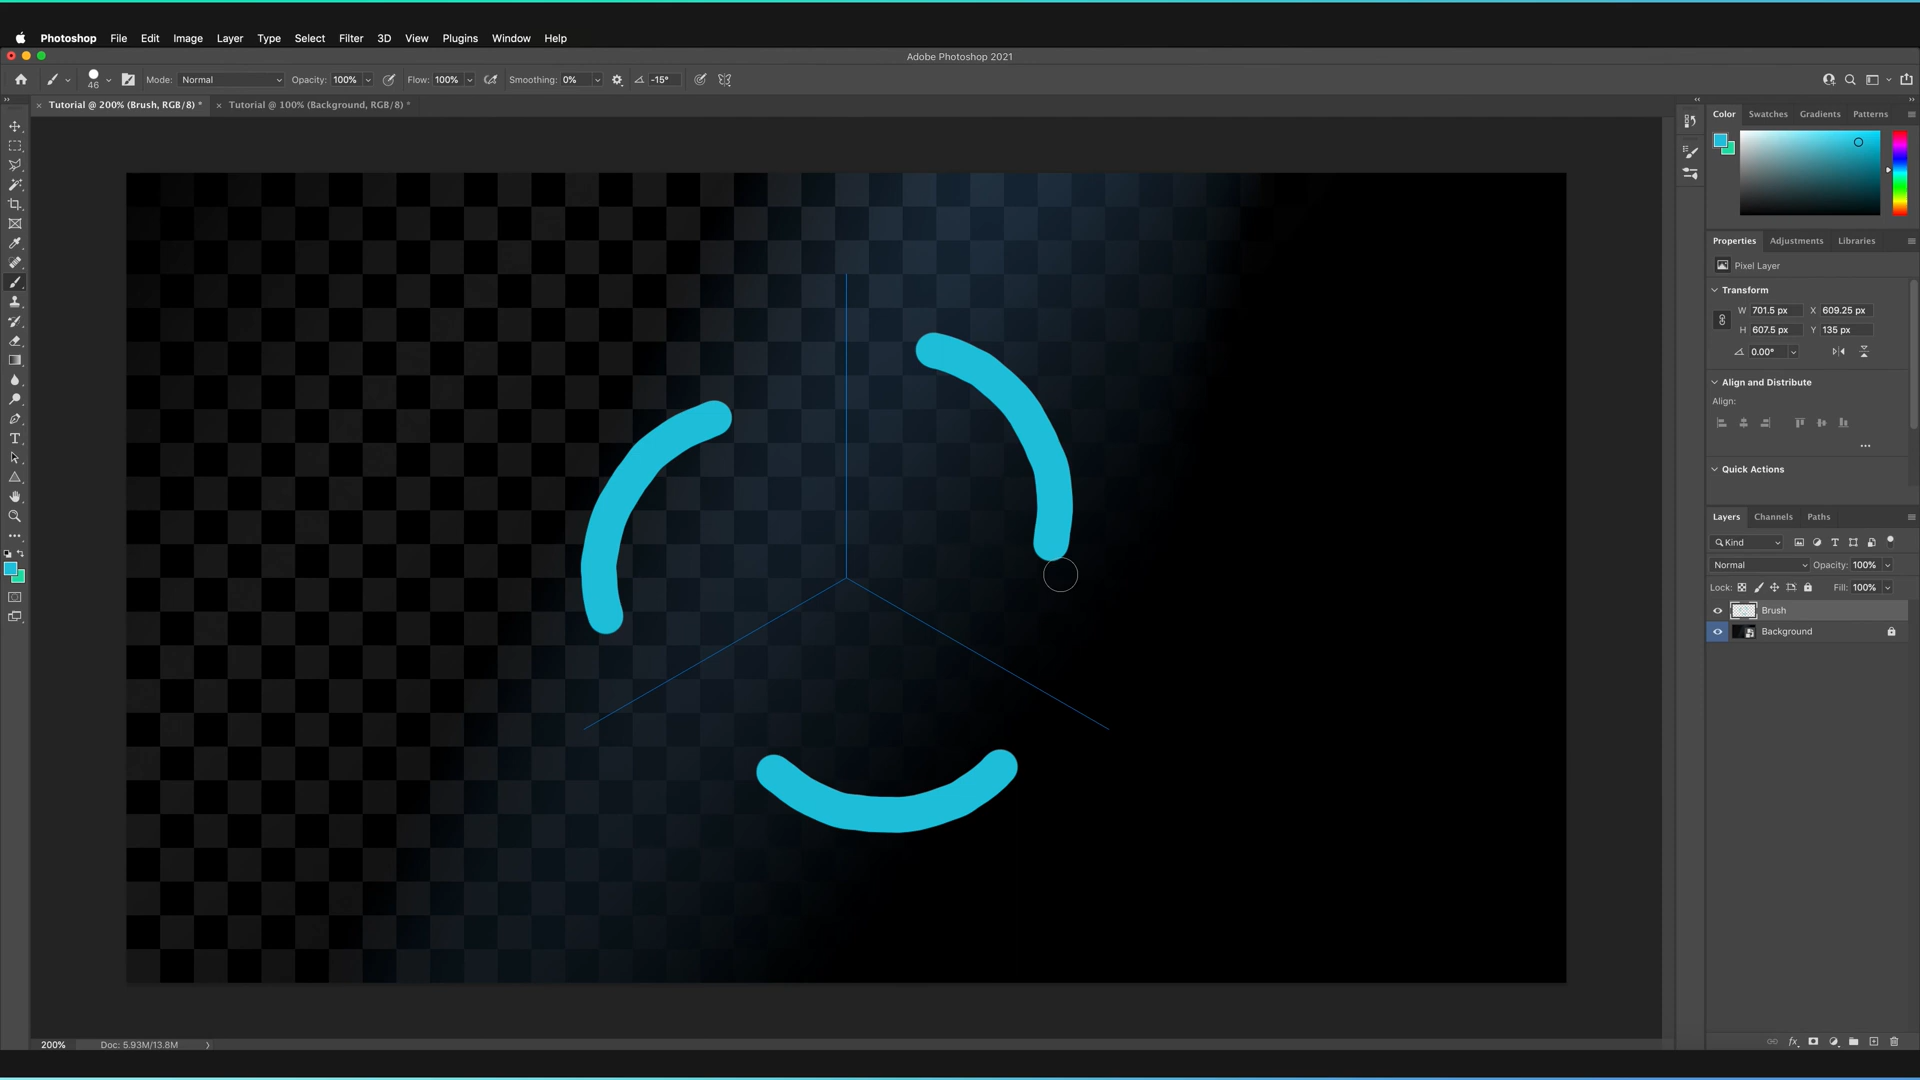 Photoshop File Edit Image Layer Type Select Filter 3D View Plugins Window Help
Adobe Photoshop 2021
46 Mode: Normal Opacity: 100% Flow: 100% Smoothing: 0% -15°
Tutorial @ 200% (Brush, RGB/8) * Tutorial @ 100% (Background, RGB/8) *
Color Swatches Gradients Patterns
Properties Adjustments Libraries
Pixel Layer
Transform
W 701.5 px X 609.25 px
H 607.5 px Y 135 px
0.00°
Align and Distribute
Align:
Quick Actions
Layers Channels Paths
Kind
Normal Opacity: 100%
Lock: Fill: 100%
Brush
Background
200% Doc: 5.93M/13.8M